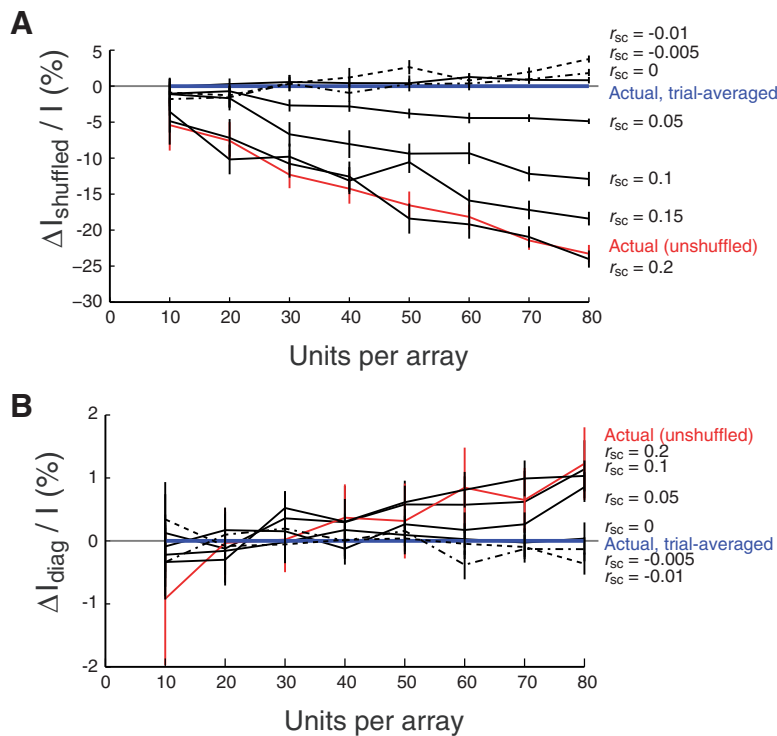 A
5
0
−5
−10
−15
−20
−25
−30
Δ I_shuffled / I (%)
0
10
20
30
40
50
60
70
80
Units per array
r_sc = -0.01
r_sc = -0.005
r_sc = 0
Actual, trial-averaged
r_sc = 0.05
r_sc = 0.1
r_sc = 0.15
Actual (unshuffled)
r_sc = 0.2
B
2
1
0
-1
-2
Δ I_diag / I (%)
0
10
20
30
40
50
60
70
80
Units per array
Actual (unshuffled)
r_sc = 0.2
r_sc = 0.1
r_sc = 0.05
r_sc = 0
Actual, trial-averaged
r_sc = -0.005
r_sc = -0.01